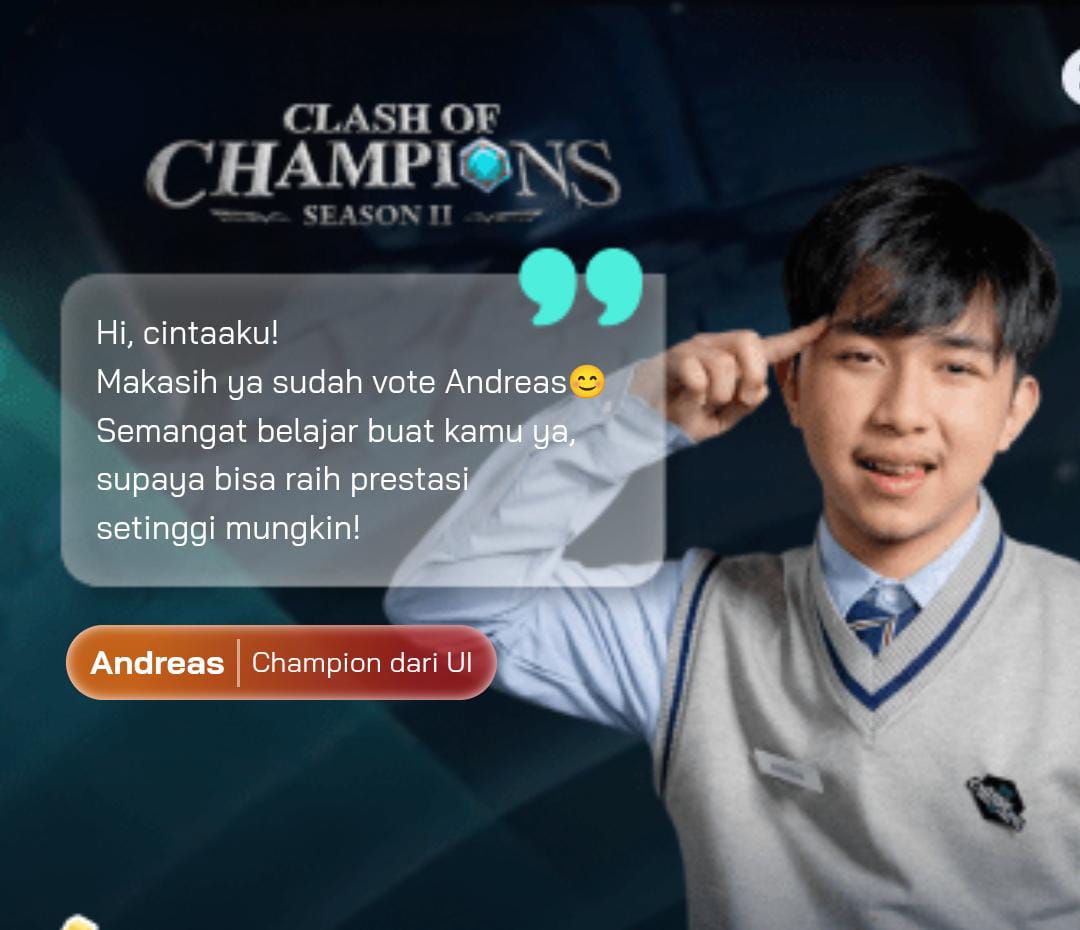 CLASH OF
CHAMPIONS
SEASON II
Hi, cintaaku!
Makasih ya sudah vote Andreas😊
Semangat belajar buat kamu ya,
supaya bisa raih prestasi
setinggi mungkin!
Andreas | Champion dari UI